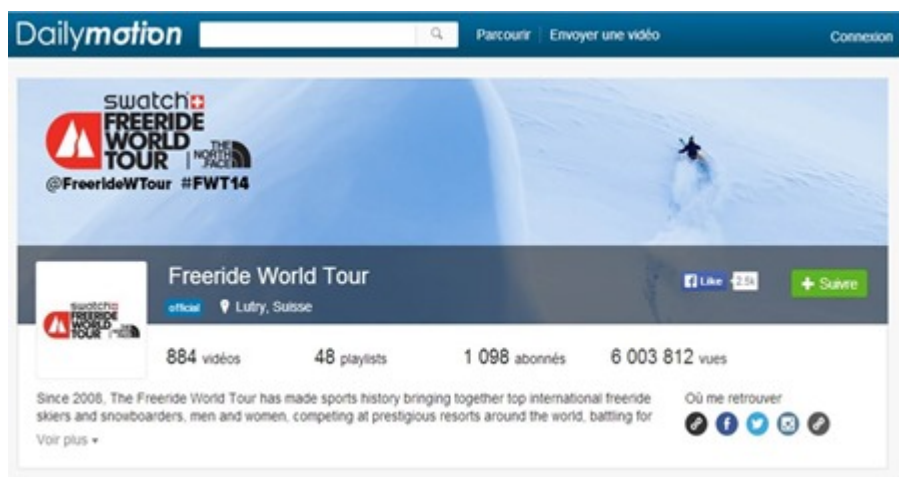 Dailymotion
Parcourir Envoyer une vidéo Connexion
swatch
FREERIDE
WORLD
TOUR
THE
NORTH
FACE
@FreerideWTour #FWT14
Freeride World Tour
Like 2.5k
+ Suivre
official Lutry, Suisse
swatch
FREERIDE
WORLD
TOUR
884 vidéos 48 playlists 1 098 abonnés 6 003 812 vues
Since 2008, The Freeride World Tour has made sports history bringing together top international freeride
skiers and snowboarders, men and women, competing at prestigious resorts around the world, battling for
Voir plus
Où me retrouver